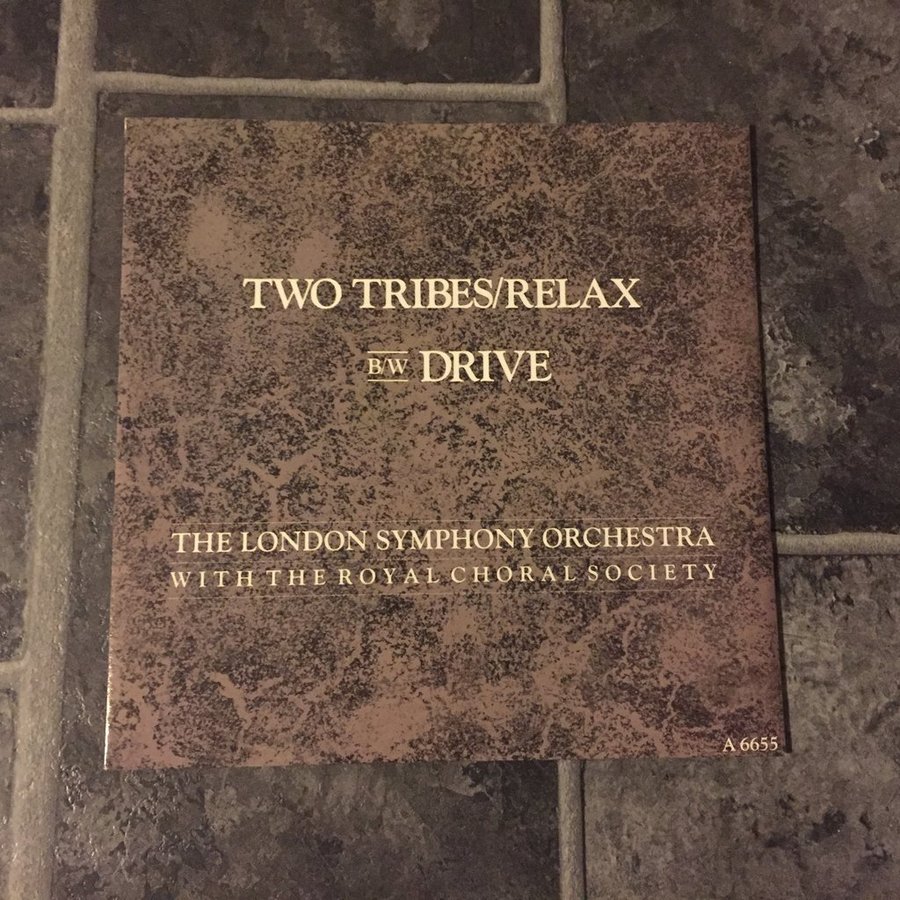 TWO TRIBES/RELAX
B/W DRIVE
THE LONDON SYMPHONY ORCHESTRA
WITH THE ROYAL CHORAL SOCIETY
A 6655